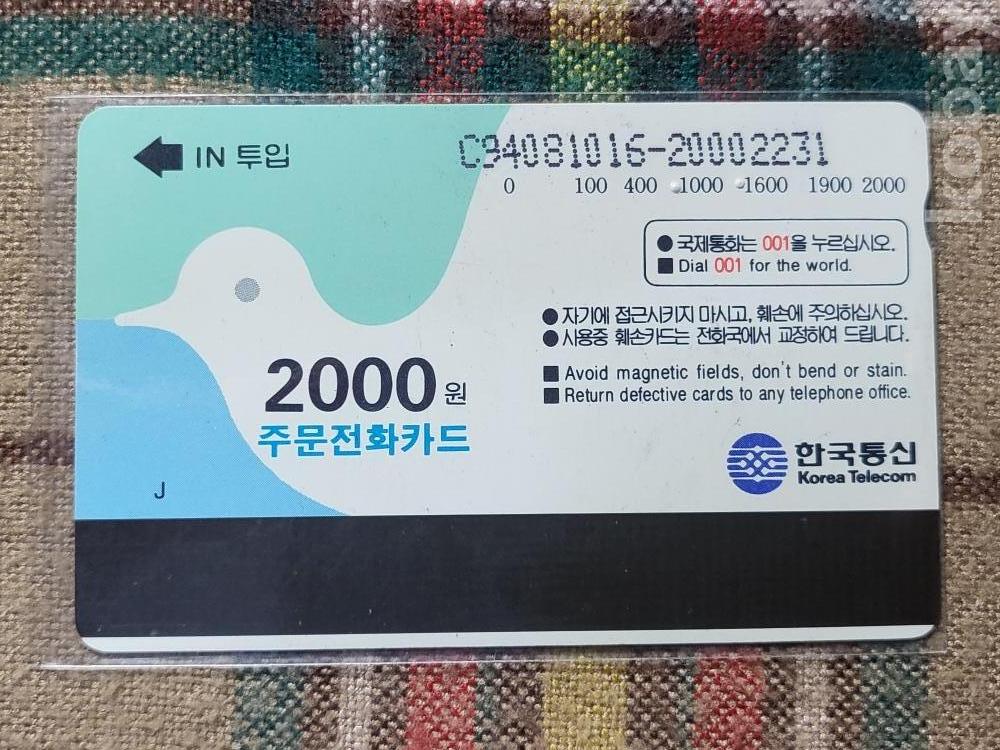 IN 투입
C94081016-20002231
0 100 400 1000 1600 1900 2000
● 국제통화는 001을 누르십시오.
■ Dial 001 for the world.
● 자기에 접근시키지 마시고, 훼손에 주의하십시오.
● 사용중 훼손카드는 전화국에서 교정하여 드립니다.
■ Avoid magnetic fields, don't bend or stain.
■ Return defective cards to any telephone office.
2000원
주문전화카드
한국통신
Korea Telecom
J
kobay